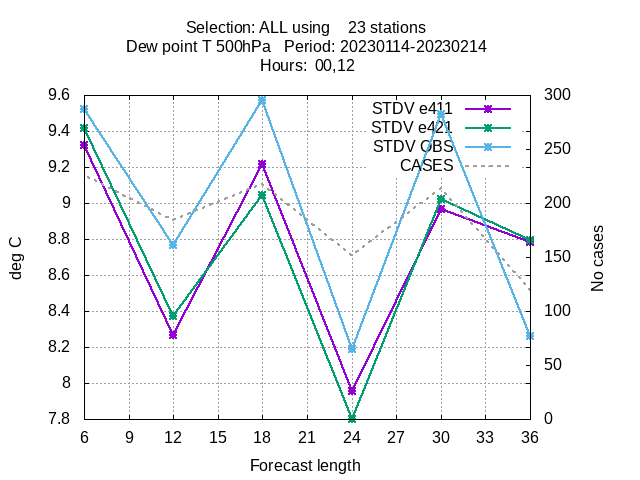 Selection: ALL using 23 stations
Dew point T 500hPa Period: 20230114-20230214
Hours: 00,12
STDV e411
STDV e421
STDV OBS
CASES
deg C
9.6
9.4
9.2
9
8.8
8.6
8.4
8.2
8
7.8
300
250
200
150
100
50
0
No cases
6 9 12 15 18 21 24 27 30 33 36
Forecast length